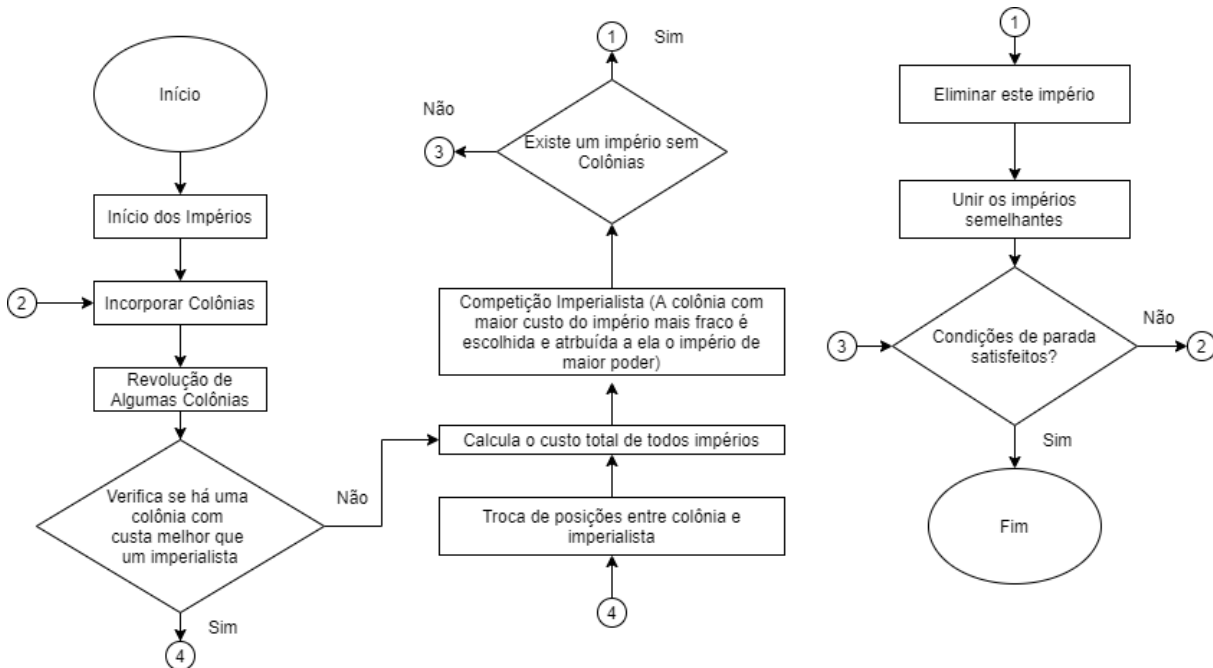 Início
Início dos Impérios
2
Incorporar Colônias
Revolução de
Algumas Colônias
Verifica se há uma
colônia com
custa melhor que
um imperialista
Não
Sim
4
1
Sim
Não
3
Existe um império sem
Colônias
Competição Imperialista (A colônia com
maior custo do império mais fraco é
escolhida e atrbuída a ela o império de
maior poder)
Calcula o custo total de todos impérios
Troca de posições entre colônia e
imperialista
4
1
Eliminar este império
Unir os impérios
semelhantes
3
Condições de parada
satisfeitos?
Não
2
Sim
Fim